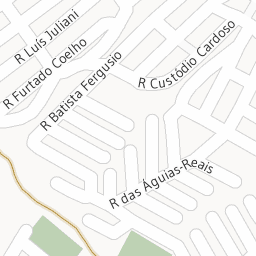 R Luís Juliani
R Furtado Coelho
R Batista Fergusio
R Custódio Cardoso
R das Águias-Reais